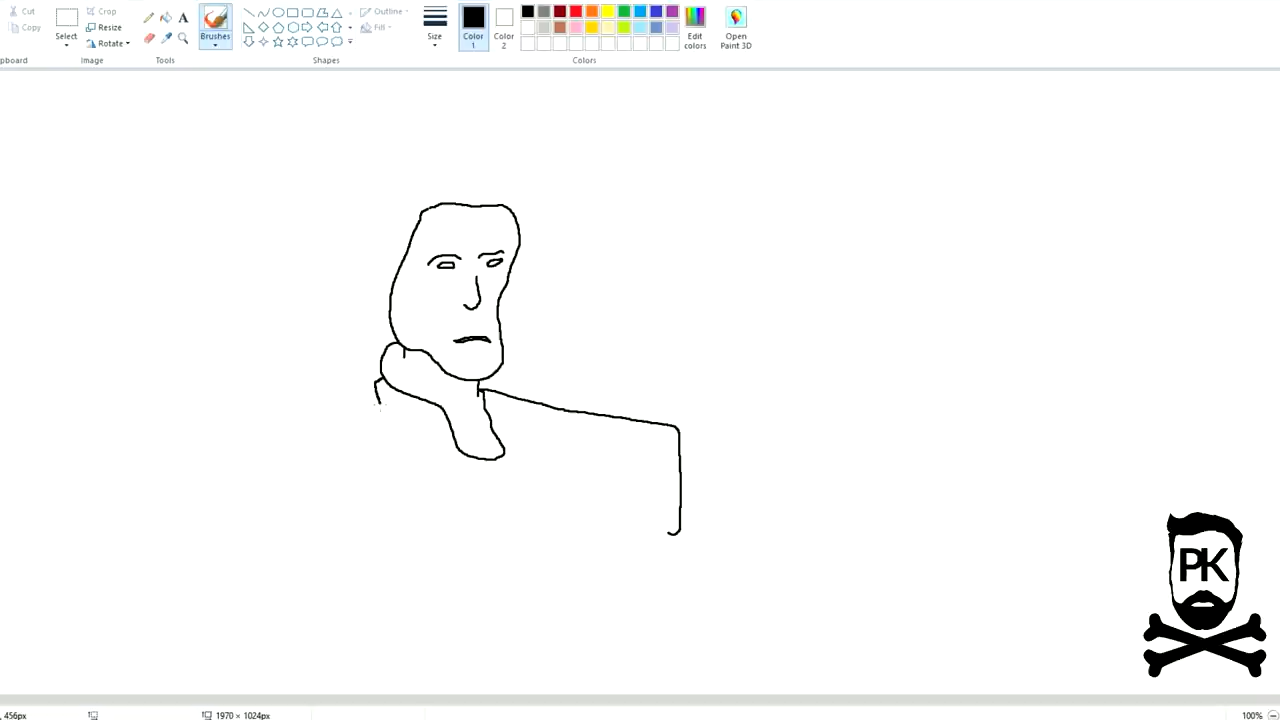 Cut
Copy
pboard
Select
Crop
Resize
Rotate
Image
A
Tools
Brushes
Outline
Fill
Shapes
Size
Color
1
Color
2
Edit
colors
Open
Paint 3D
Colors
PK
, 456px
1970 × 1024px
100%